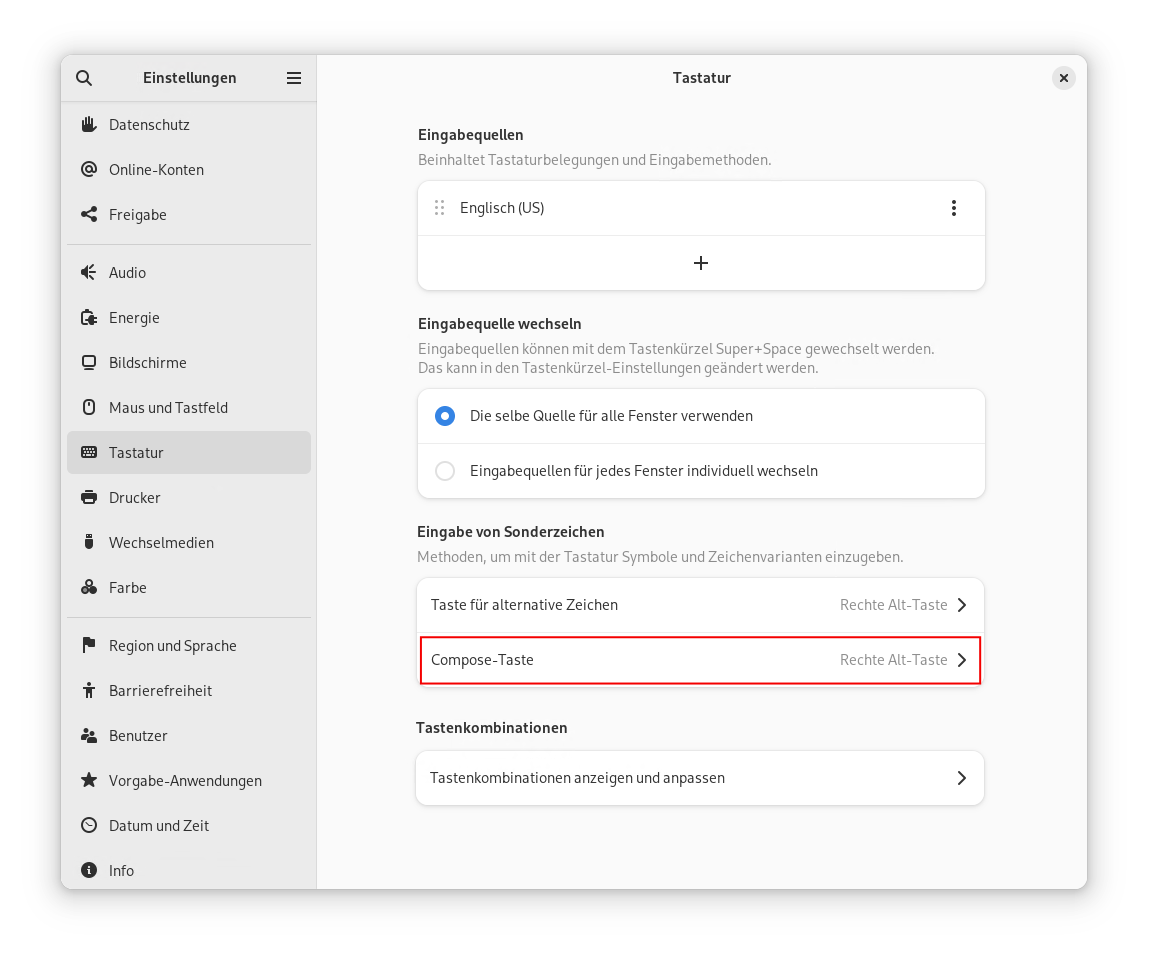 Einstellungen
Datenschutz
Online-Konten
Freigabe
Audio
Energie
Bildschirme
Maus und Tastfeld
Tastatur
Drucker
Wechselmedien
Farbe
Region und Sprache
Barrierefreiheit
Benutzer
Vorgabe-Anwendungen
Datum und Zeit
Info
Tastatur
Eingabequellen
Beinhaltet Tastaturbelegungen und Eingabemethoden.
Englisch (US)
Eingabequelle wechseln
Eingabequellen können mit dem Tastenkürzel Super+Space gewechselt werden.
Das kann in den Tastenkürzel-Einstellungen geändert werden.
Die selbe Quelle für alle Fenster verwenden
Eingabequellen für jedes Fenster individuell wechseln
Eingabe von Sonderzeichen
Methoden, um mit der Tastatur Symbole und Zeichenvarianten einzugeben.
Taste für alternative Zeichen Rechte Alt-Taste
Compose-Taste Rechte Alt-Taste
Tastenkombinationen
Tastenkombinationen anzeigen und anpassen